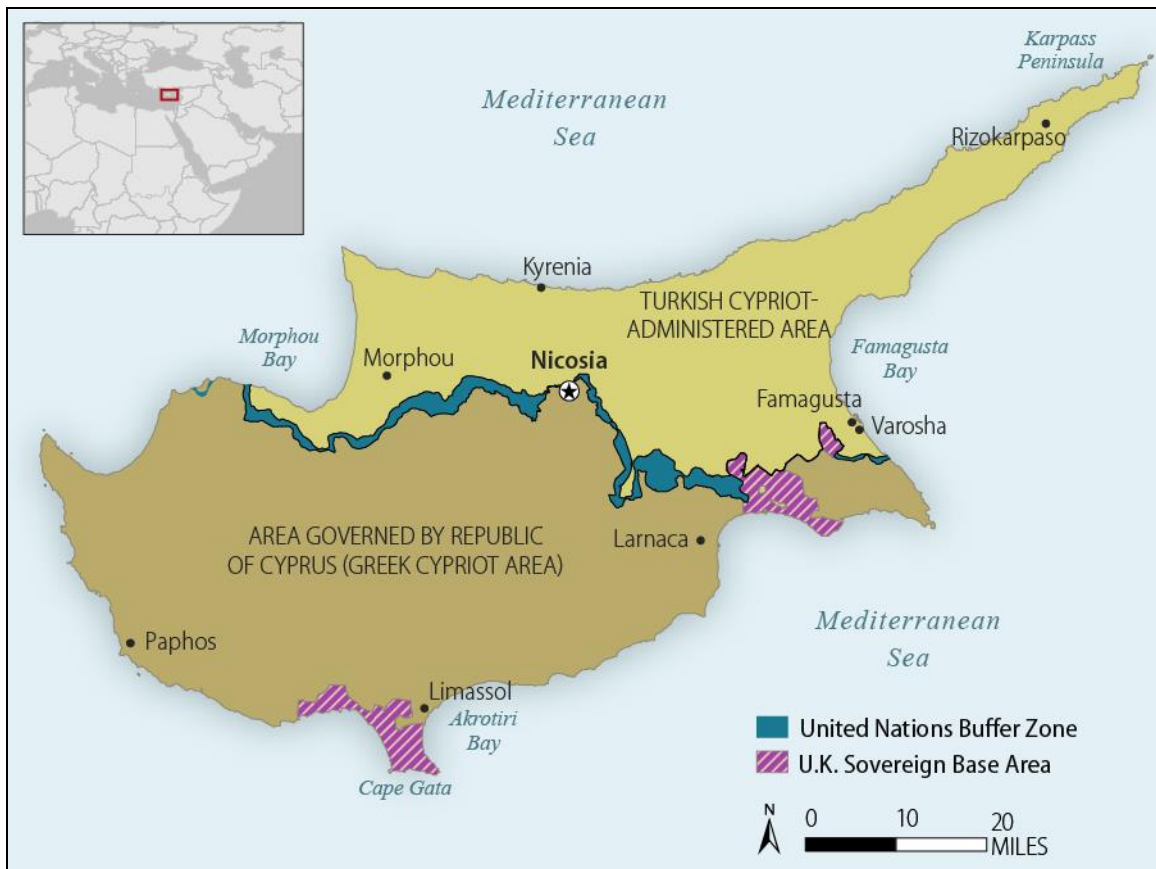 Karpass
Peninsula
Mediterranean
Sea
Rizokarpaso
Kyrenia
TURKISH CYPRIOT-
ADMINISTERED AREA
Morphou
Bay
Famagusta
Bay
Morphou
Nicosia
Famagusta
Varosha
AREA GOVERNED BY REPUBLIC
OF CYPRUS (GREEK CYPRIOT AREA)
Larnaca
Paphos
Mediterranean
Sea
Limassol
Akrotiri
Bay
Cape Gata
United Nations Buffer Zone
U.K. Sovereign Base Area
N
0 10 20
MILES